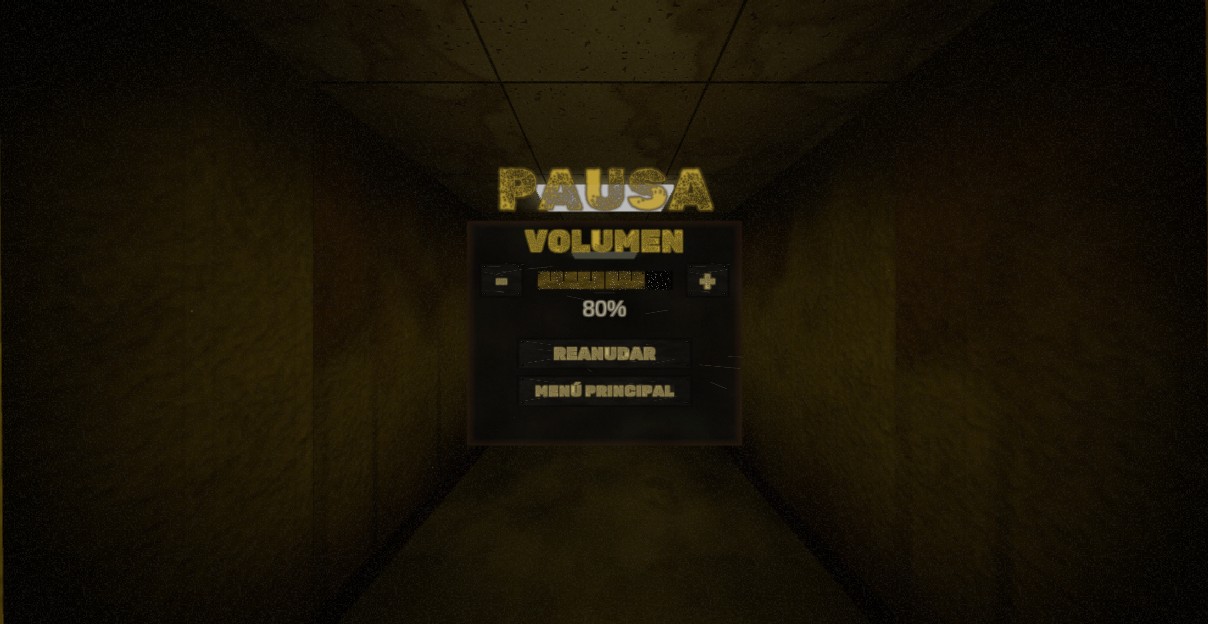 PAUSA
VOLUMEN
- +
80%
REANUDAR
MENÚ PRINCIPAL